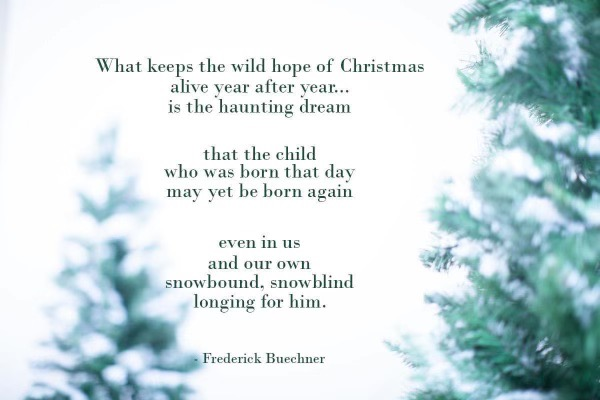 What keeps the wild hope of Christmas
alive year after year...
is the haunting dream
that the child
who was born that day
may yet be born again
even in us
and our own
snowbound, snowblind
longing for him.
- Frederick Buechner